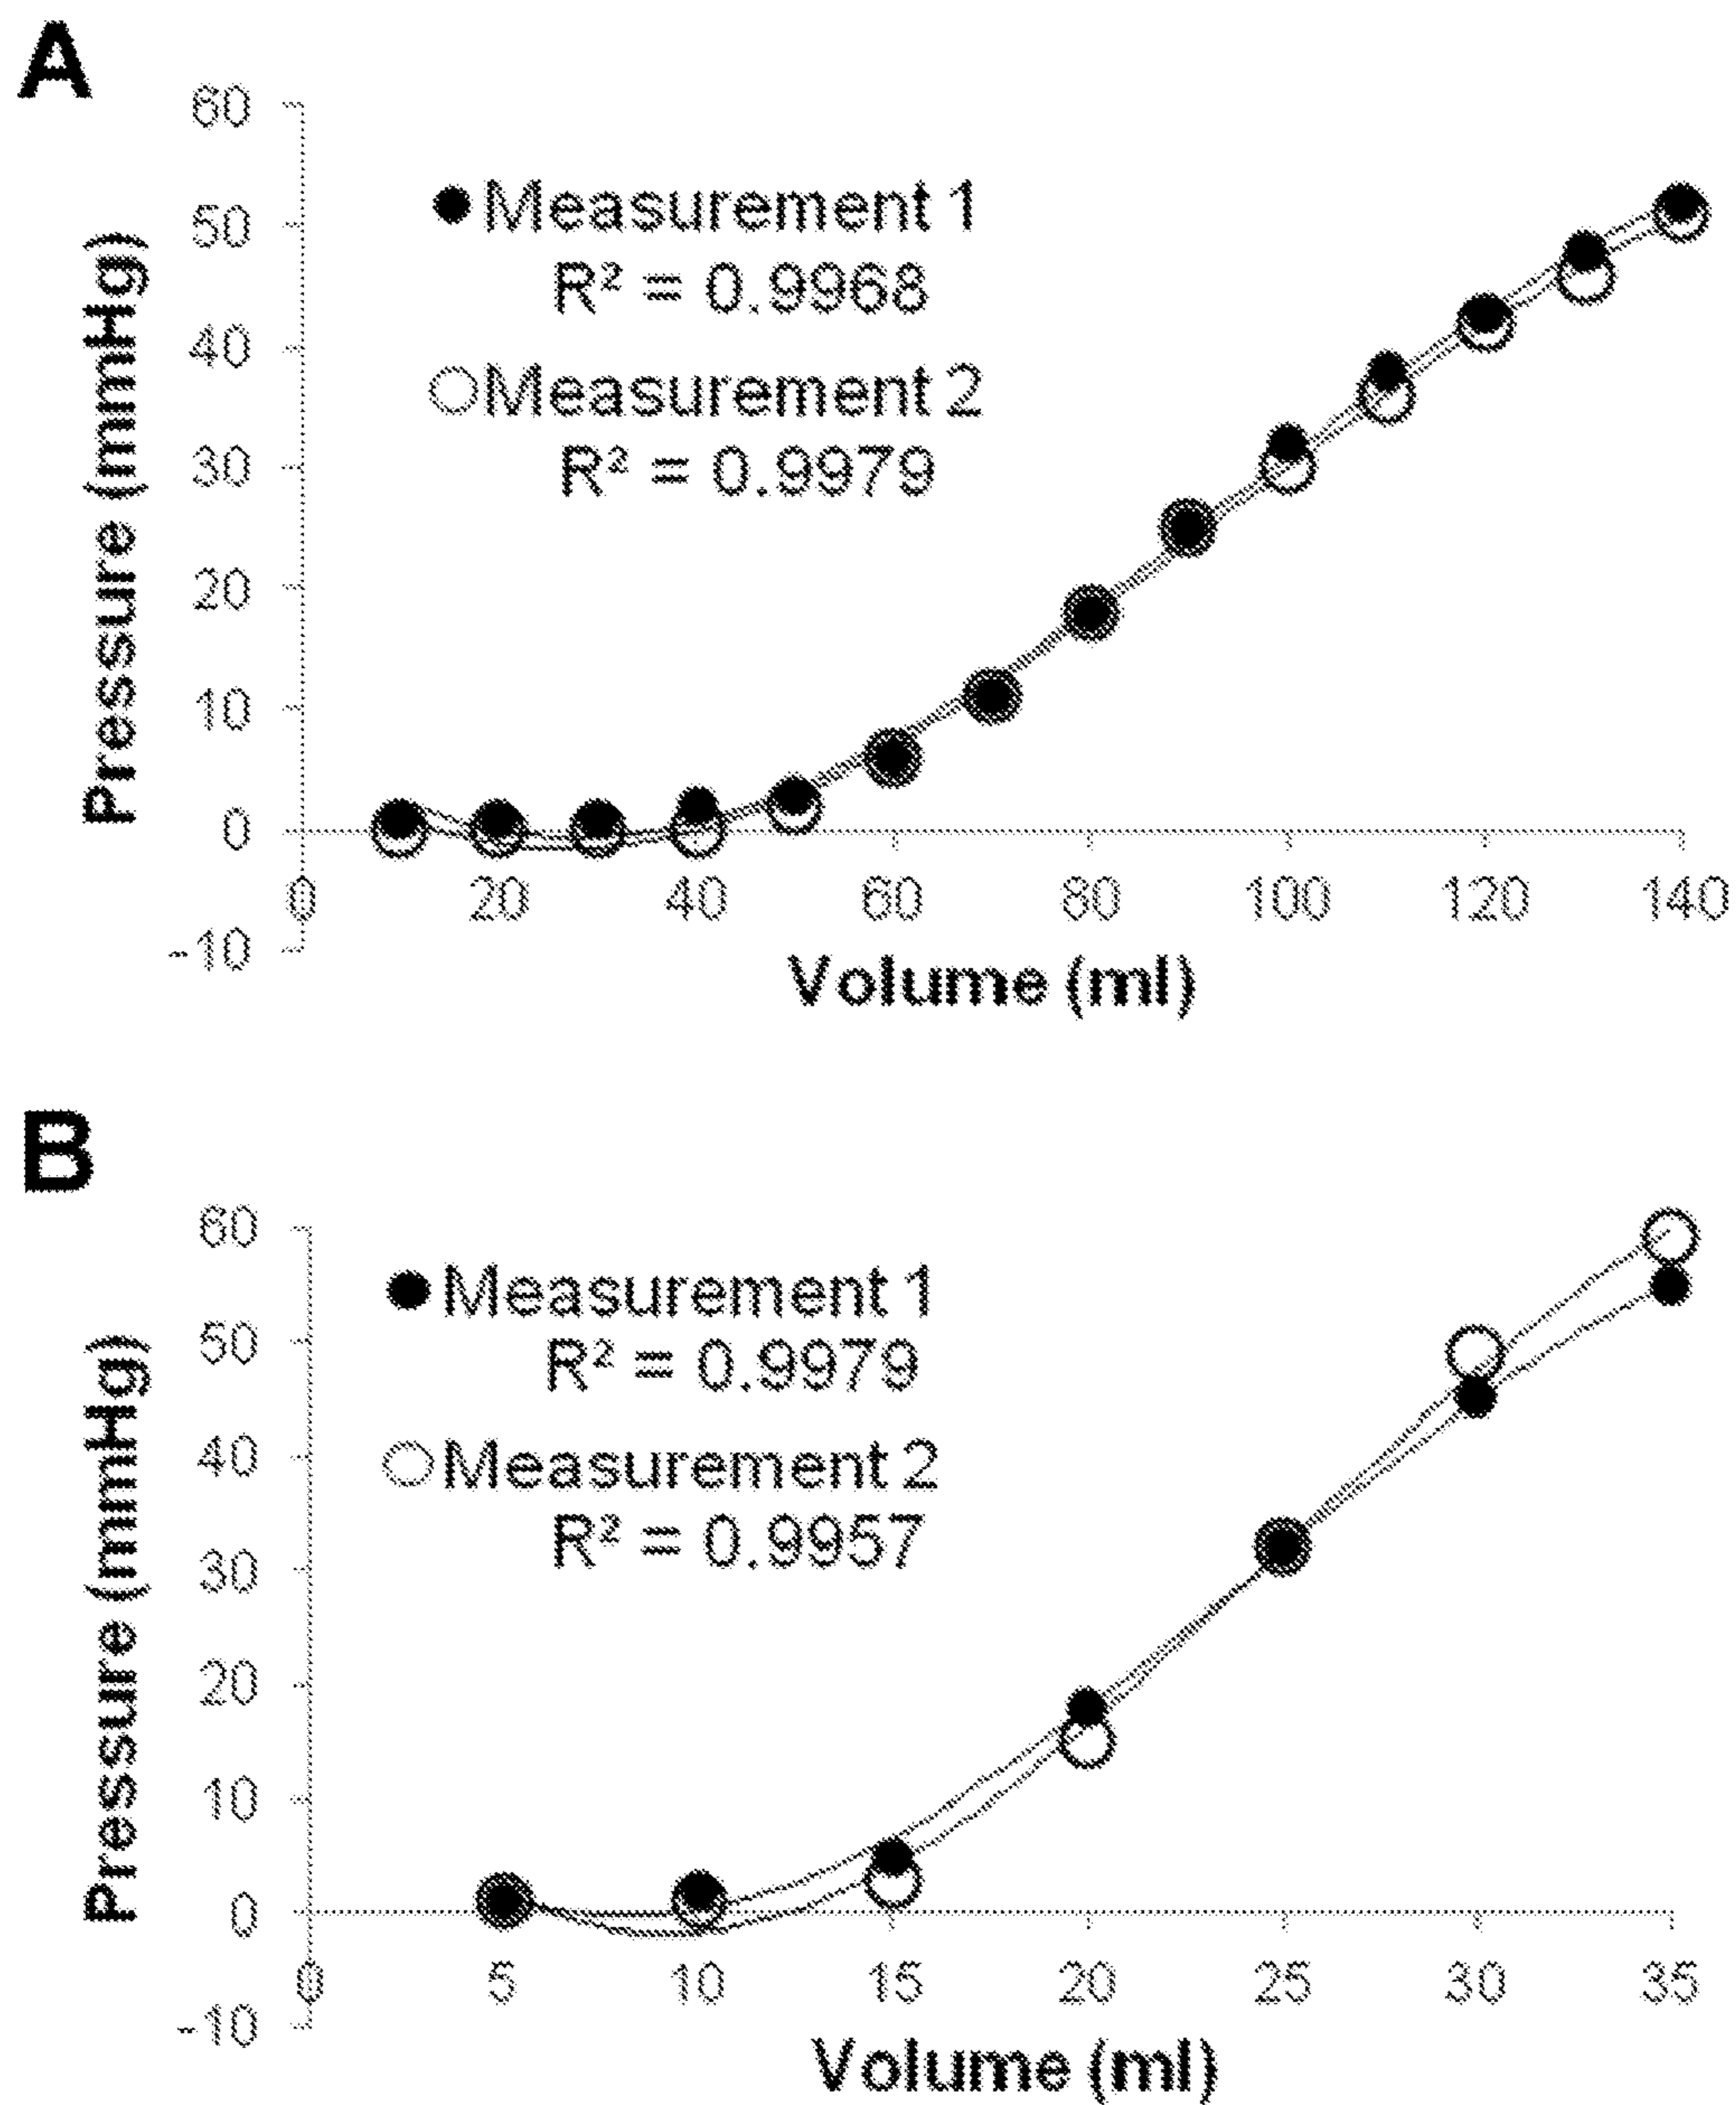 A
60
50
40
30
20
10
0
-10
Pressure (mmHg)
Measurement 1
R² = 0.9968
Measurement 2
R² = 0.9979
0 20 40 60 80 100 120 140
Volume (ml)
B
60
50
40
30
20
10
0
-10
Pressure (mmHg)
Measurement 1
R² = 0.9979
Measurement 2
R² = 0.9957
0 5 10 15 20 25 30 35
Volume (ml)